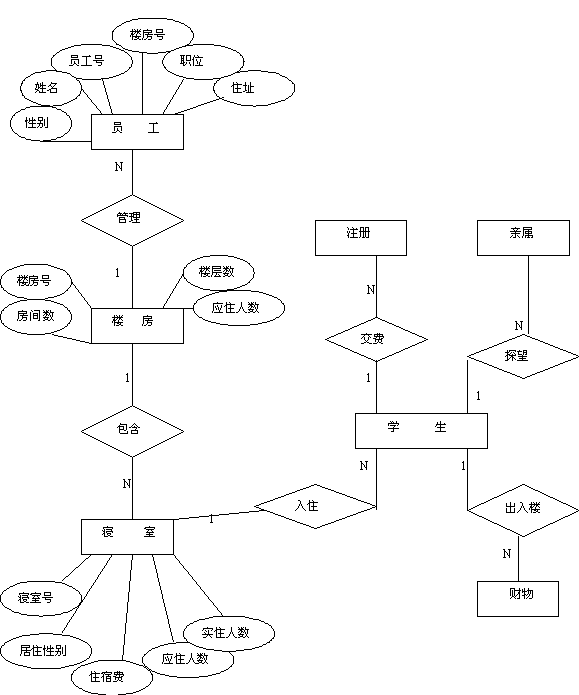 楼房号
员工号
职位
姓名
住址
性别
员 工
N
管理
1
注册
亲属
楼房号
楼层数
房间数
应住人数
楼 房
N
N
交费
探望
1
1
1
学 生
包含
N
1
N
入住
出入楼
1
寝 室
N
寝室号
财物
实住人数
居住性别
应住人数
住宿费